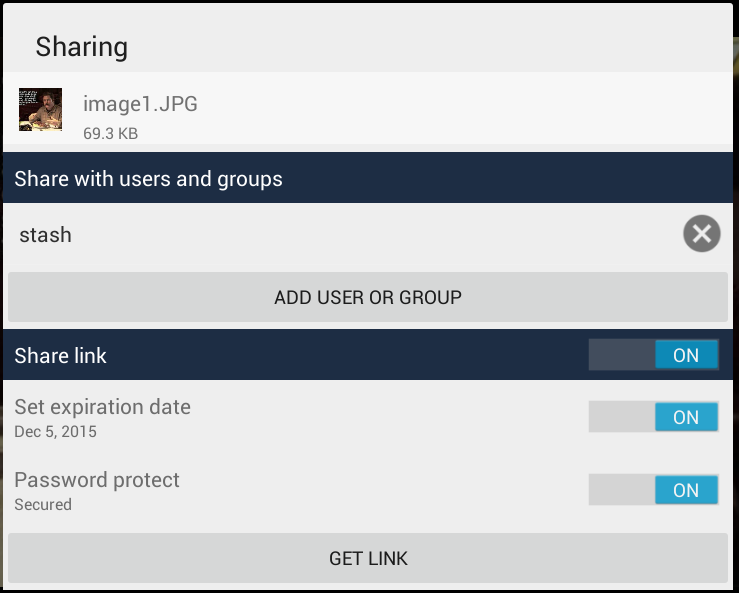 Sharing
image1.JPG
69.3 KB
Share with users and groups
stash
ADD USER OR GROUP
Share link
ON
Set expiration date
ON
Dec 5, 2015
Password protect
ON
Secured
GET LINK